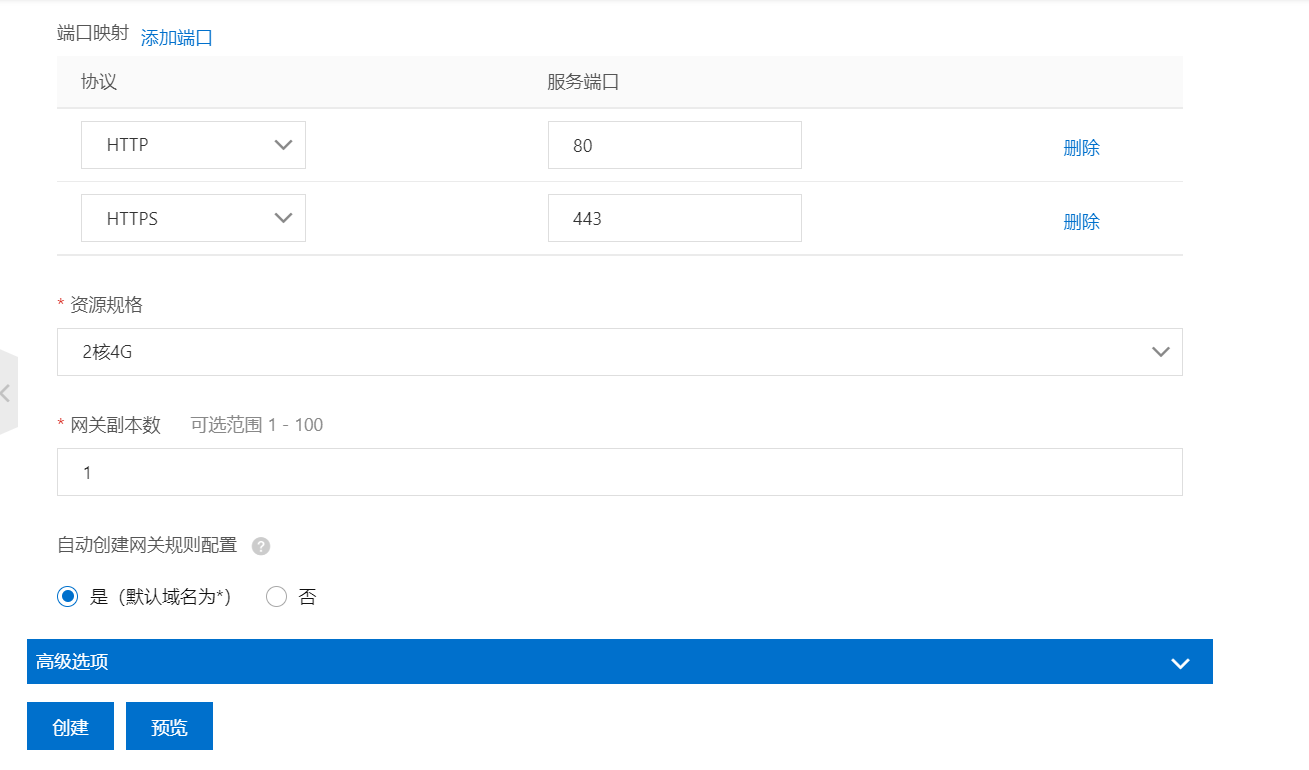 端口映射 添加端口
协议 服务端口
HTTP 80 删除
HTTPS 443 删除
* 资源规格
2核4G
* 网关副本数 可选范围 1 - 100
1
自动创建网关规则配置 ?
是（默认域名为*） 否
高级选项
创建 预览